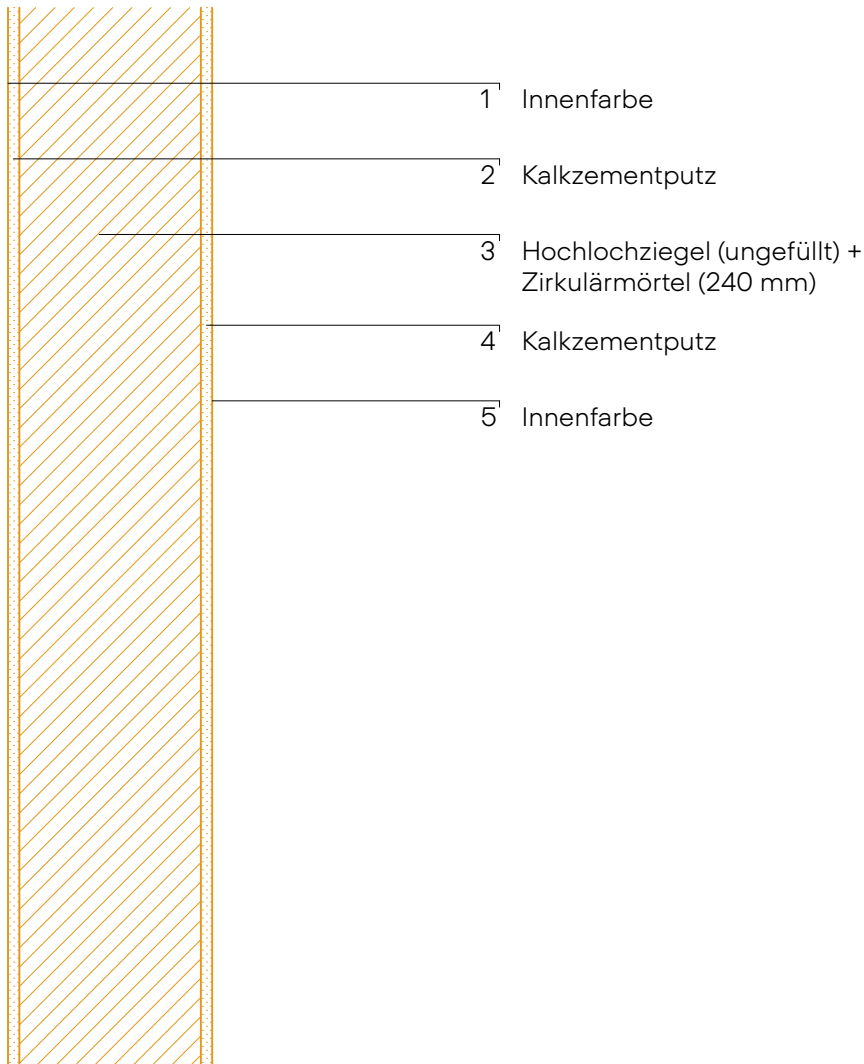 1 Innenfarbe
2 Kalkzementputz
3 Hochlochziegel (ungefüllt) +
Zirkulärmörtel (240 mm)
4 Kalkzementputz
5 Innenfarbe